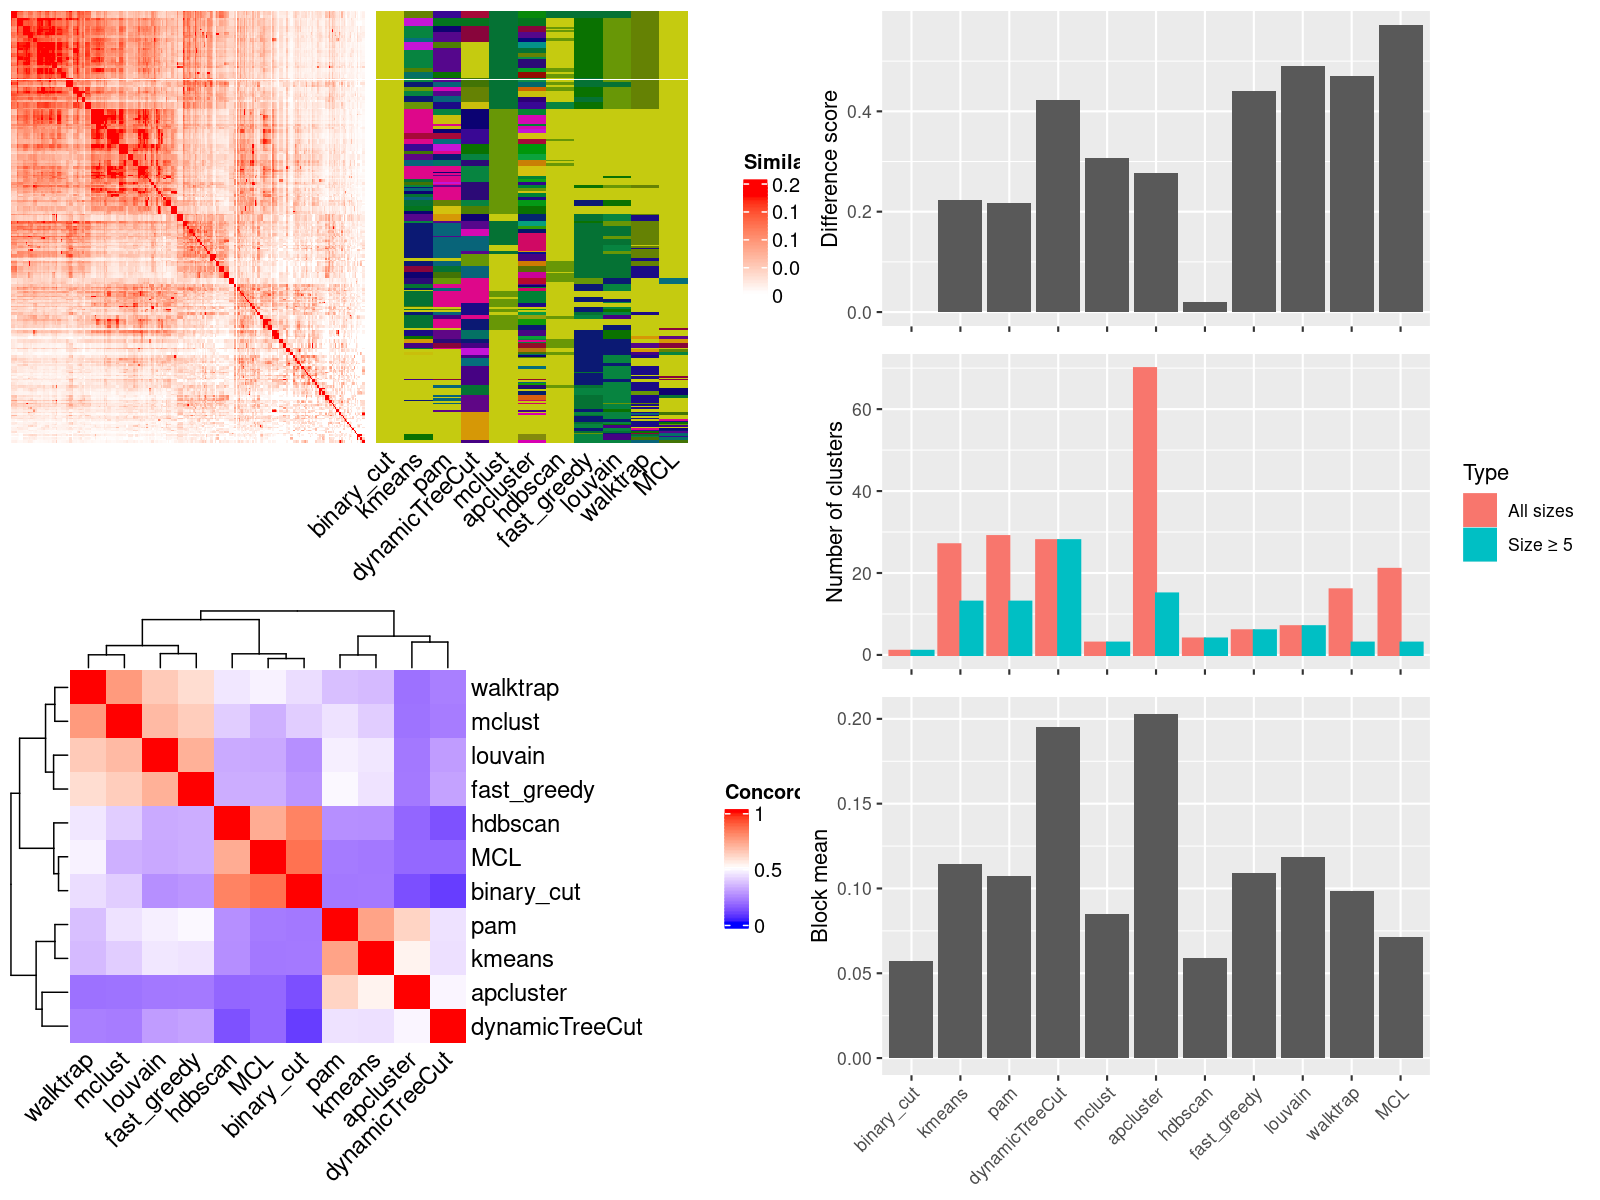 Simila
0.2
0.1
0.1
0.0
0
binary_cut
kmeans
pam
dynamicTreeCut
mclust
apcluster
hdbscan
fast_greedy
louvain
walktrap
MCL
walktrap
mclust
louvain
fast_greedy
hdbscan
MCL
binary_cut
pam
kmeans
apcluster
dynamicTreeCut
walktrap
mclust
louvain
fast_greedy
hdbscan
MCL
binary_cut
pam
kmeans
apcluster
dynamicTreeCut
Concord
1
0.5
0
Difference score
0.4
0.2
0.0
Number of clusters
60
40
20
0
Type
All sizes
Size ≥ 5
Block mean
0.20
0.15
0.10
0.05
0.00
binary_cut
kmeans
pam
dynamicTreeCut
mclust
apcluster
hdbscan
fast_greedy
louvain
walktrap
MCL